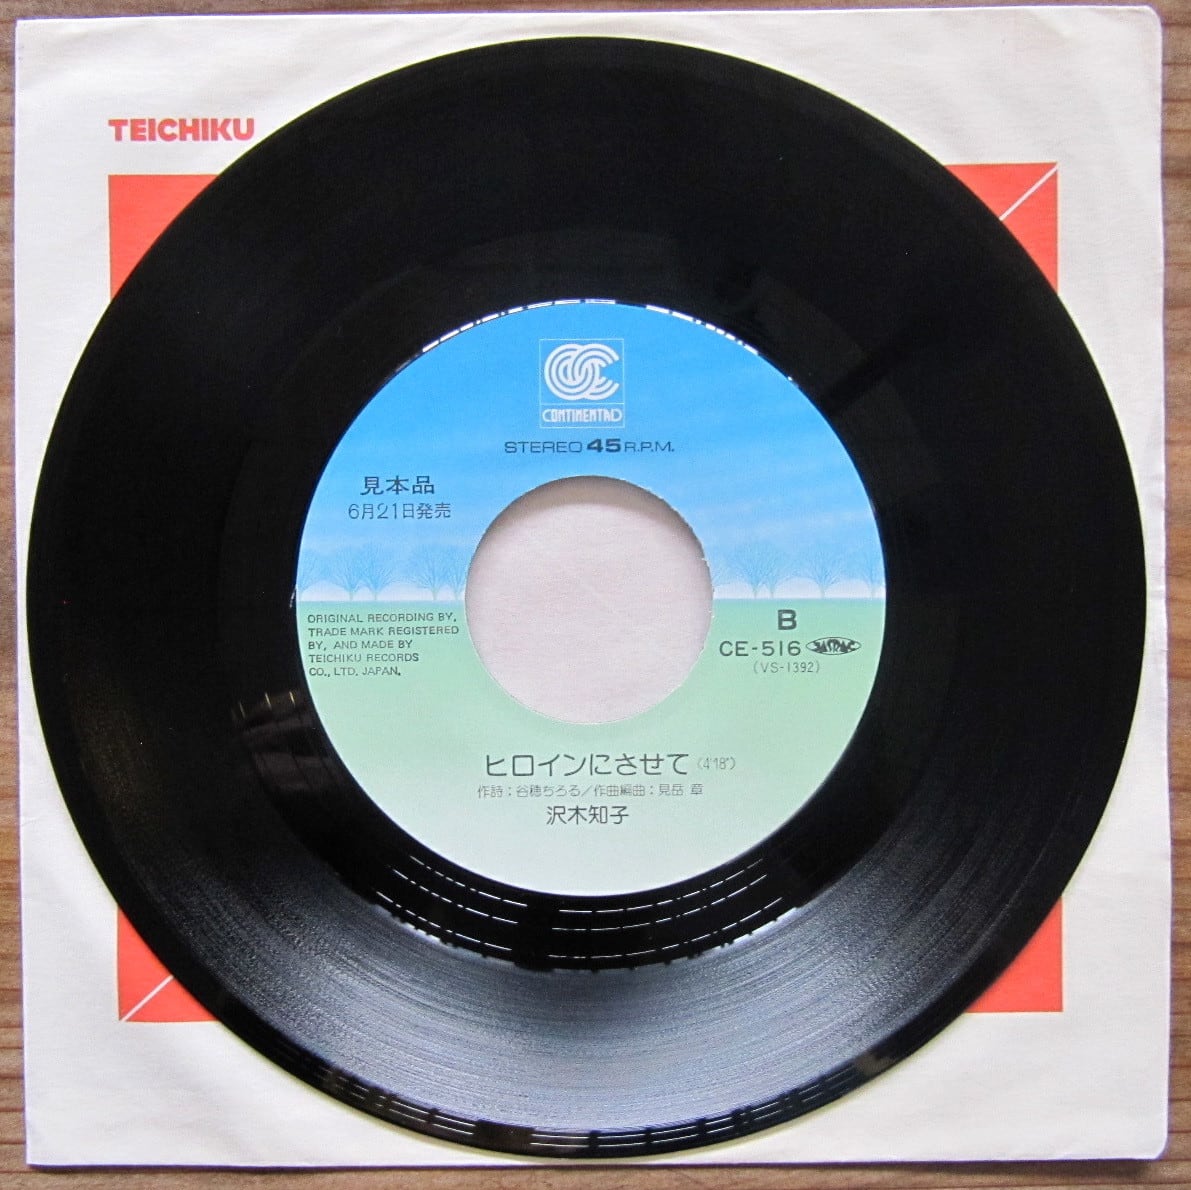 TEICHIKU
CONTINENTAL
STEREO 45 R.P.M.
見本品
6月21日発売
ORIGINAL RECORDING BY,
TRADE MARK REGISTERED
BY, AND MADE BY
TEICHIKU RECORDS
CO., LTD. JAPAN.
B
CE-516 JASRAC
(VS-1392)
ヒロインにさせて (4'18")
作詩:谷穂ちろる/作曲編曲:見岳 章
沢木知子